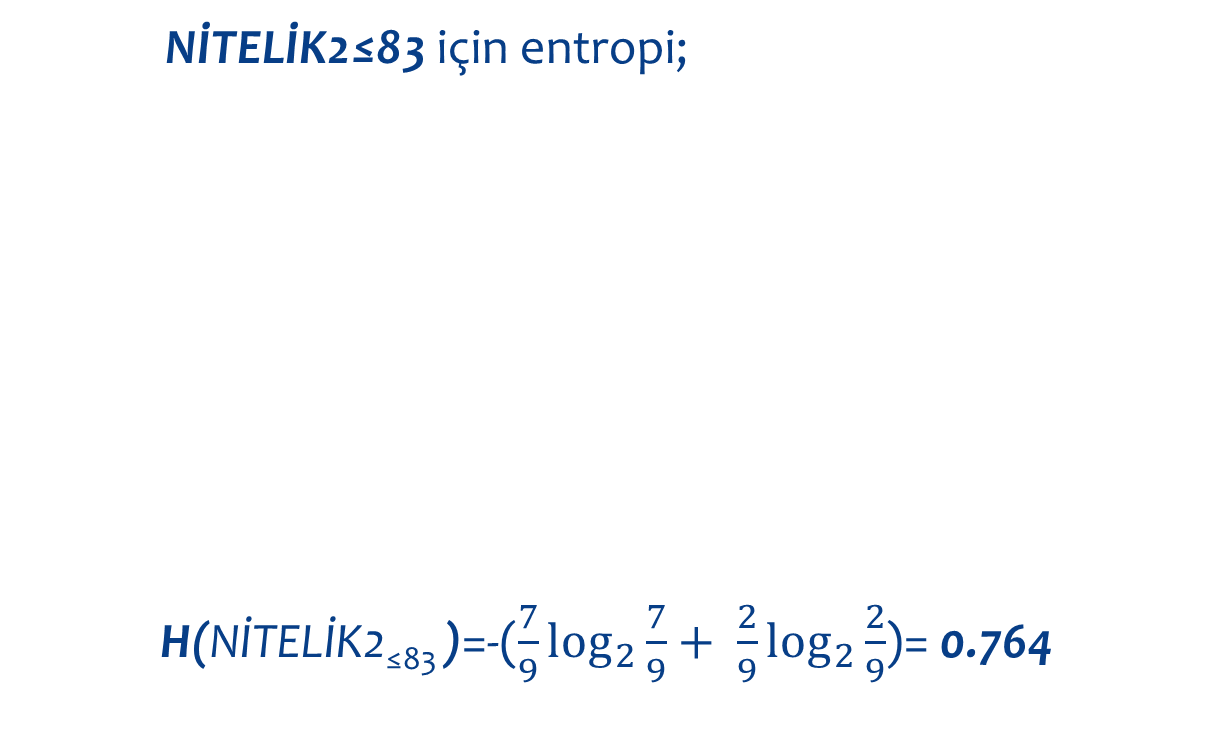 NİTELİK2≤83 için entropi;
H(NİTELİK2≤83 )=-(7/9 log₂ 7/9 + 2/9 log₂ 2/9)= 0.764